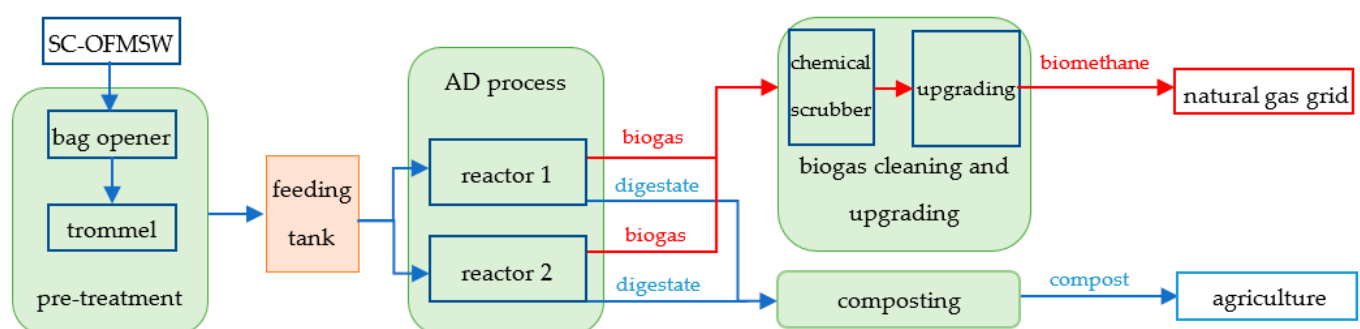 SC-OFMSW
bag opener
trommel
pre-treatment
feeding
tank
AD process
reactor 1
reactor 2
biogas
digestate
biogas
digestate
chemical
scrubber
upgrading
biogas cleaning and
upgrading
biomethane
natural gas grid
composting
compost
agriculture